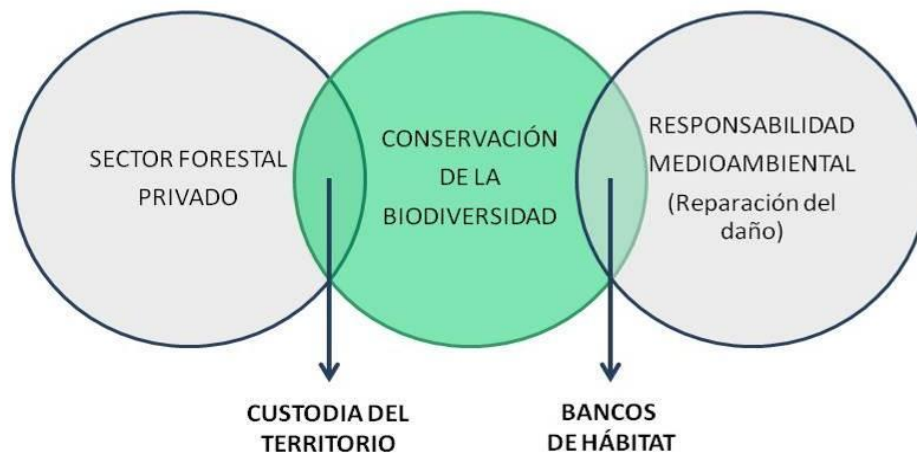 SECTOR FORESTAL
PRIVADO
CONSERVACIÓN
DE LA
BIODIVERSIDAD
RESPONSABILIDAD
MEDIOAMBIENTAL
(Reparación del
daño)
CUSTODIA DEL
TERRITORIO
BANCOS
DE HÁBITAT